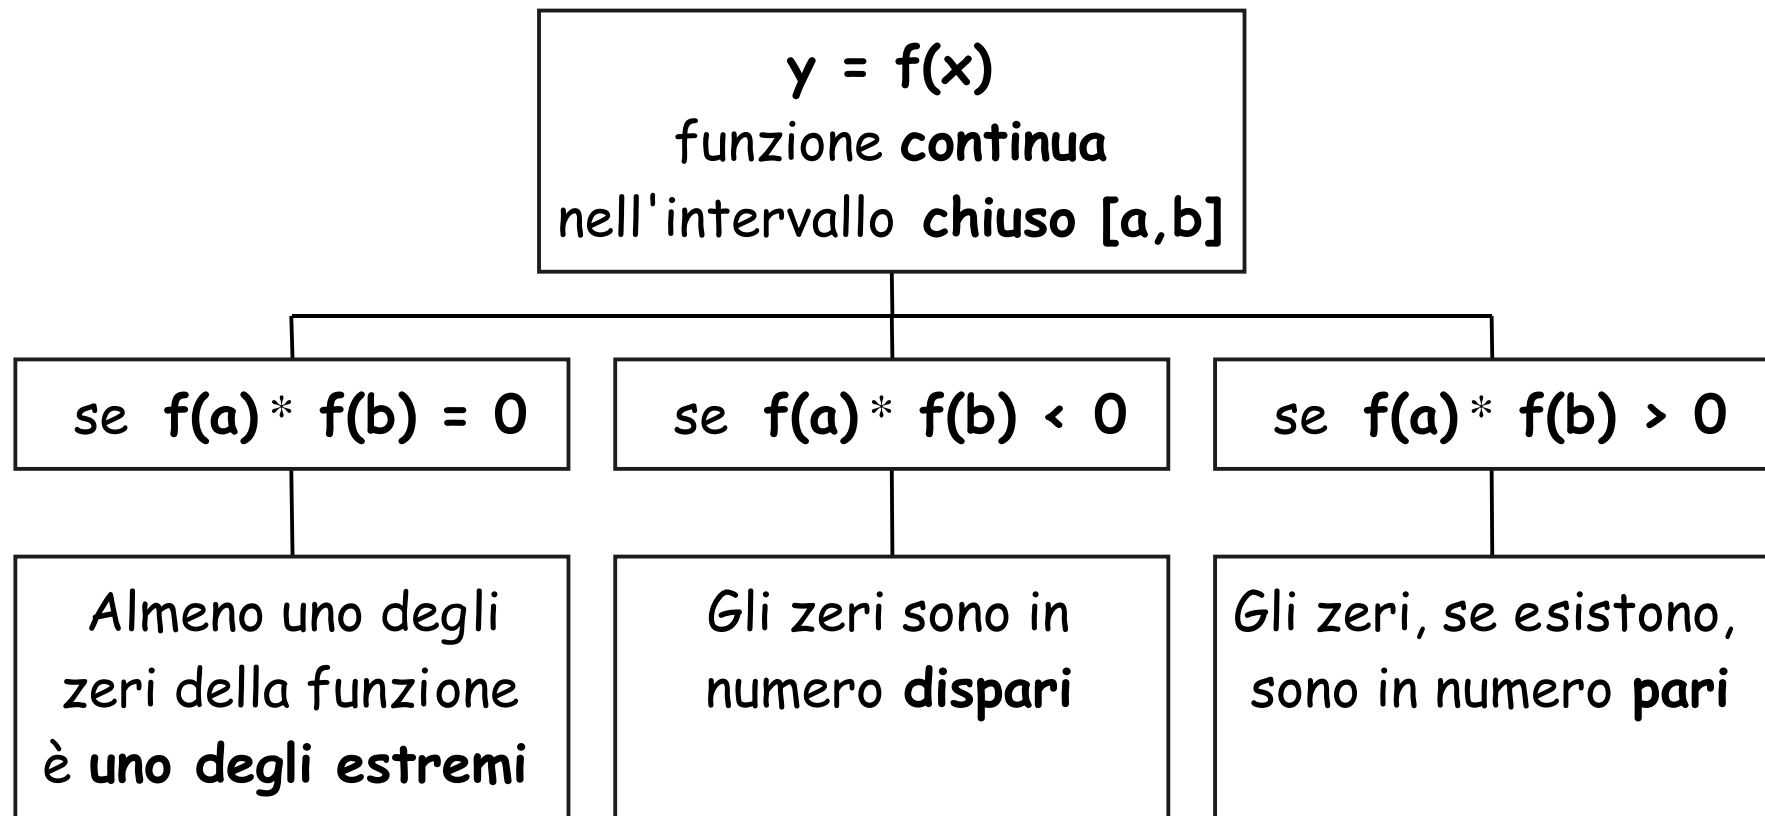 y = f(x)
funzione continua
nell'intervallo chiuso [a,b]
se f(a) * f(b) = 0
se f(a) * f(b) < 0
se f(a) * f(b) > 0
Almeno uno degli
zeri della funzione
è uno degli estremi
Gli zeri sono in
numero dispari
Gli zeri, se esistono,
sono in numero pari